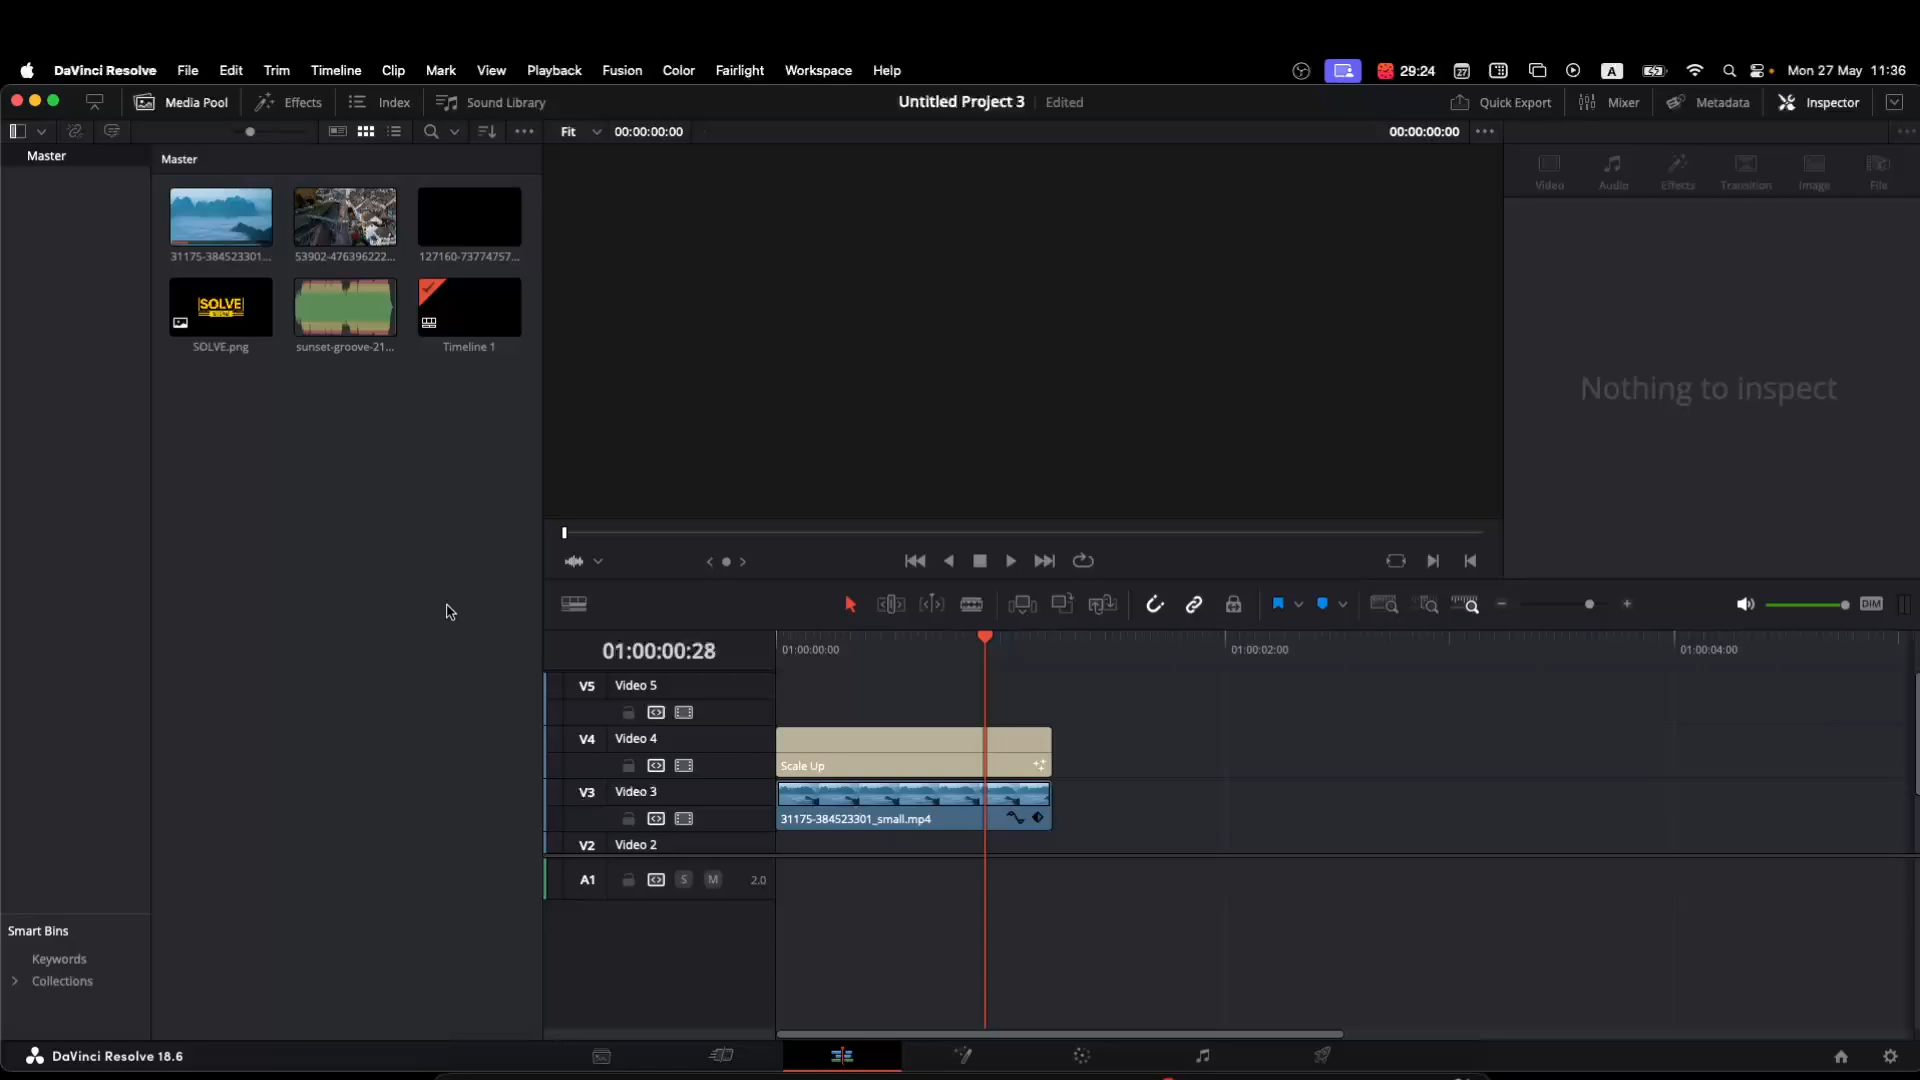 DaVinci Resolve File Edit Trim Timeline Clip Mark View Playback Fusion Color Fairlight Workspace Help 29:24 27 A Mon 27 May 11:36
Media Pool Effects Index Sound Library Untitled Project 3 Edited Quick Export Mixer Metadata Inspector
Fit 00:00:00:00 00:00:00:00
Master Master
Video Audio Effects Transition Image File
31175-384523301... 53902-476396222... 127160-73774757...
SOLVE
SOLVE.png sunset-groove-21... Timeline 1
Nothing to inspect
DIM
01:00:00:28 01:00:00:00 01:00:02:00 01:00:04:00
V5 Video 5
V4 Video 4
Scale Up
V3 Video 3
31175-384523301_small.mp4
V2 Video 2
A1 S M 2.0
Smart Bins
Keywords
Collections
DaVinci Resolve 18.6